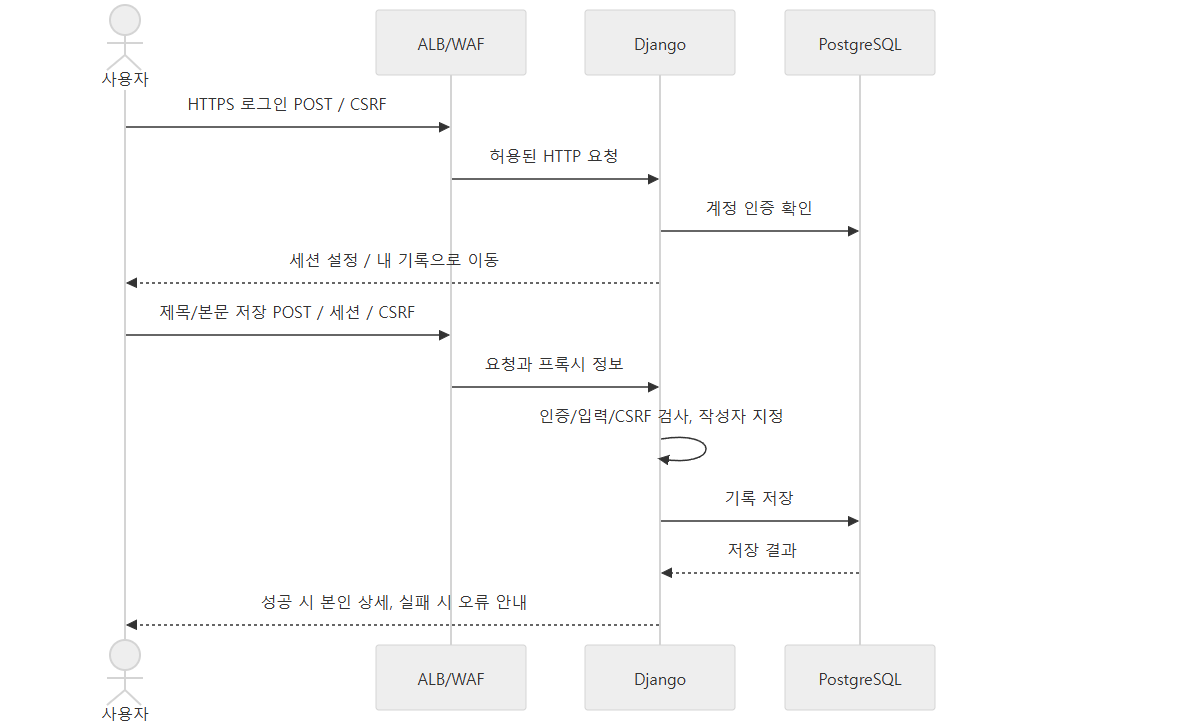 사용자
ALB/WAF
Django
PostgreSQL
HTTPS 로그인 POST / CSRF
허용된 HTTP 요청
계정 인증 확인
세션 설정 / 내 기록으로 이동
제목/본문 저장 POST / 세션 / CSRF
요청과 프록시 정보
인증/입력/CSRF 검사, 작성자 지정
기록 저장
저장 결과
성공 시 본인 상세, 실패 시 오류 안내
사용자
ALB/WAF
Django
PostgreSQL